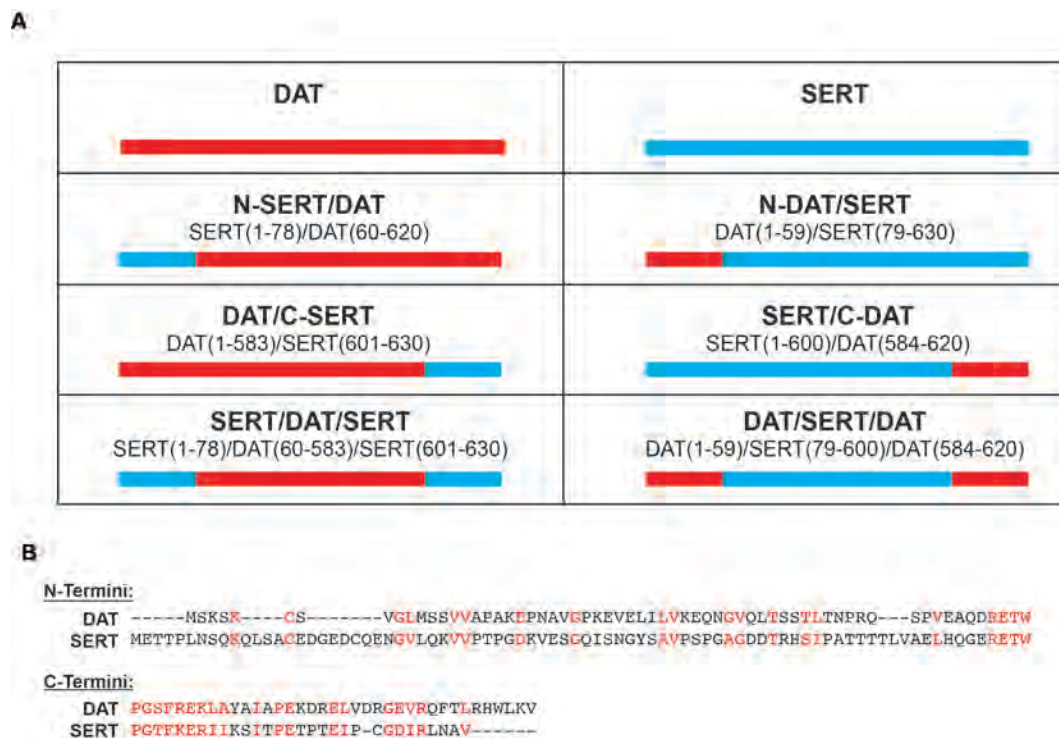 A
DAT
SERT
N-SERT/DAT
SERT(1-78)/DAT(60-620)
N-DAT/SERT
DAT(1-59)/SERT(79-630)
DAT/C-SERT
DAT(1-583)/SERT(601-630)
SERT/C-DAT
SERT(1-600)/DAT(584-620)
SERT/DAT/SERT
SERT(1-78)/DAT(60-583)/SERT(601-630)
DAT/SERT/DAT
DAT(1-59)/SERT(79-600)/DAT(584-620)
B
N-Termini:
DAT -----MSKSK----CS-------VGLMSSVVAPAKEPNAVGPKEVELILVKEQNGVQLTSSTLTNPRQ---SPVEAQDRETW
SERT METTPLNSQKQLSACEDGEDCQENGVLQKVVPTPGDKVESGQISNGYSAVPSPGAGDDTRHSIPATTTTLVAELHQGERETW
C-Termini:
DAT PGSFREKLAYAIAPEKDRELVDRGEVRQFTLRHWLKV
SERT PGTFKERIIKSITPETPTEIP-CGDIRLNAV------